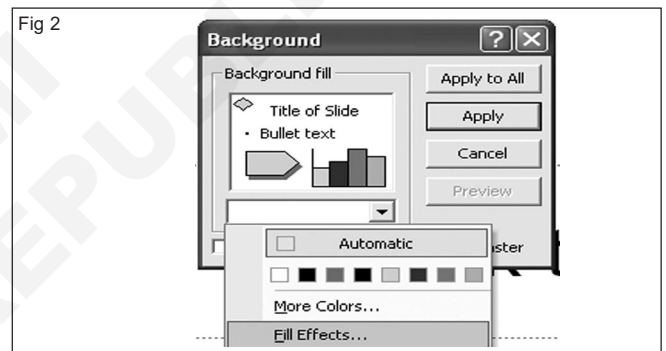 Fig 2
Background
Background fill
Title of Slide
• Bullet text
Apply to All
Apply
Cancel
Preview
Automatic
ster
More Colors...
Fill Effects...